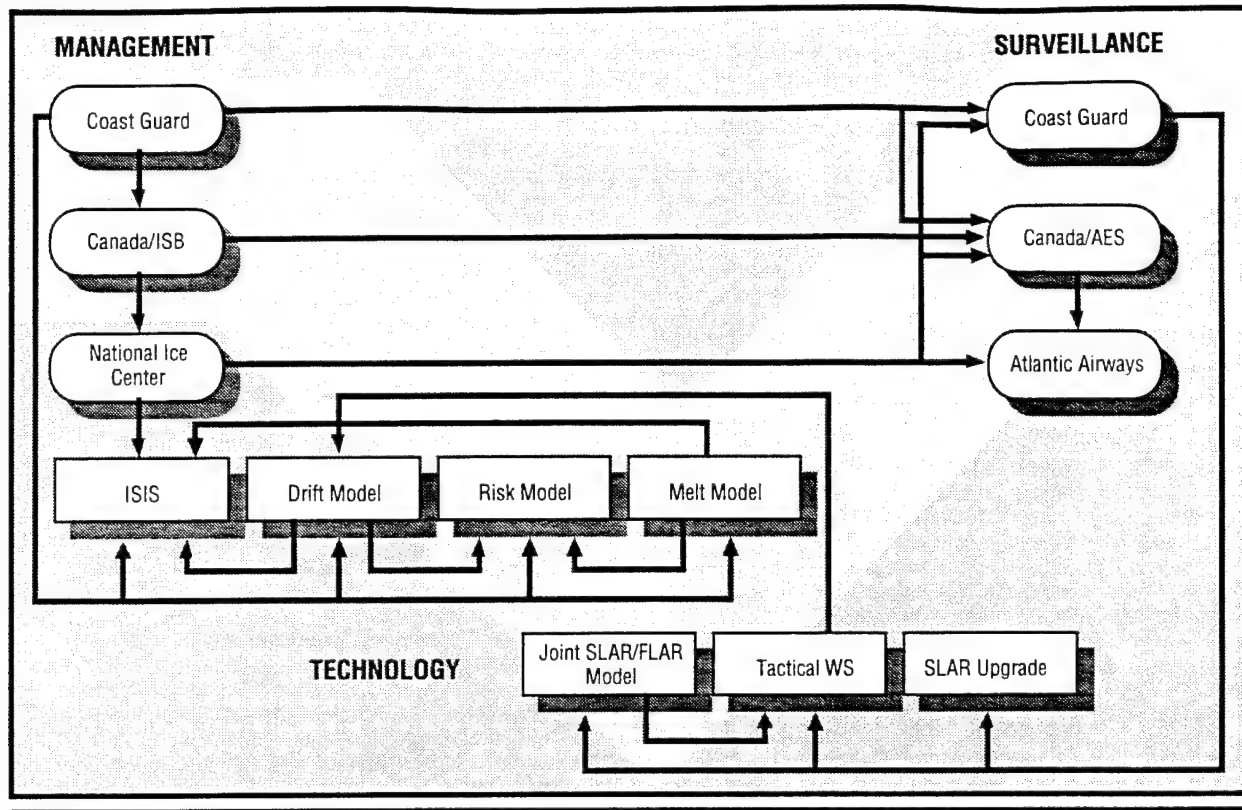 MANAGEMENT
SURVEILLANCE
Coast Guard
Coast Guard
Canada/ISB
Canada/AES
National Ice
Center
Atlantic Airways
ISIS
Drift Model
Risk Model
Melt Model
TECHNOLOGY
Joint SLAR/FLAR
Model
Tactical WS
SLAR Upgrade